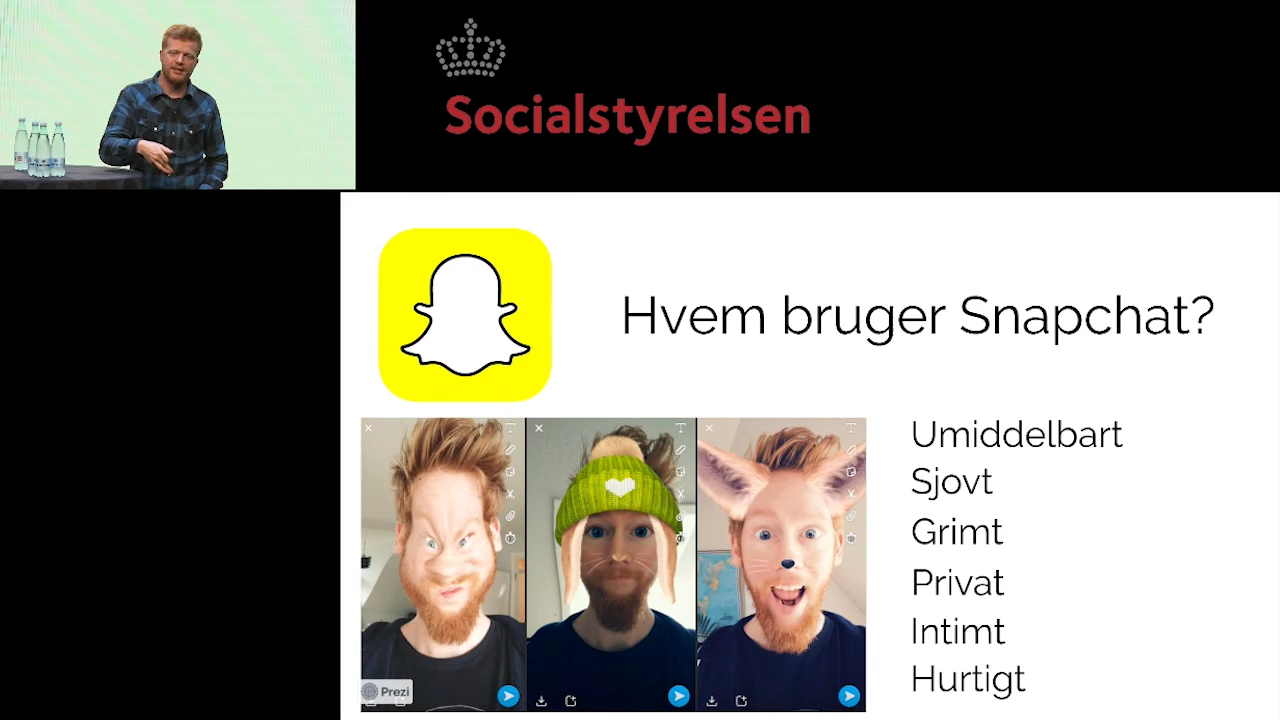 Socialstyrelsen
Hvem bruger Snapchat?
Umiddelbart
Sjovt
Grimt
Privat
Intimt
Hurtigt
Prezi